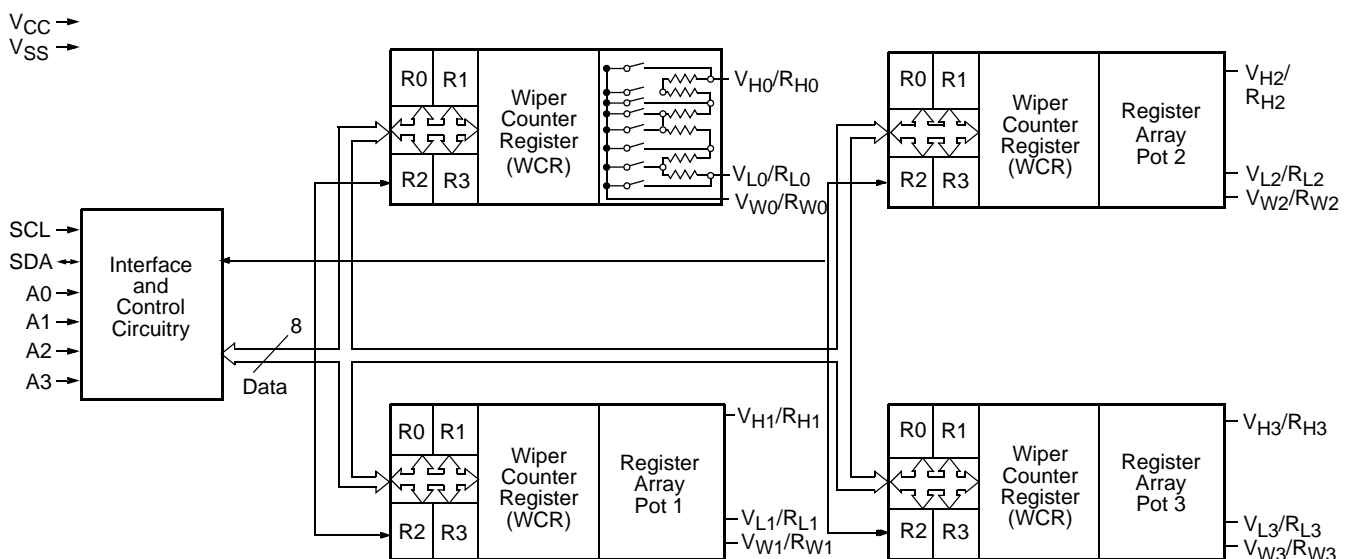 VCC
VSS
R0 R1
R2 R3
Wiper
Counter
Register
(WCR)
VH0/RH0
VL0/RL0
VW0/RW0
R0 R1
R2 R3
Wiper
Counter
Register
(WCR)
Register
Array
Pot 2
VH2/
RH2
VL2/RL2
VW2/RW2
SCL
SDA
A0
A1
A2
A3
Interface
and
Control
Circuitry
8
Data
R0 R1
R2 R3
Wiper
Counter
Register
(WCR)
Register
Array
Pot 1
VH1/RH1
VL1/RL1
VW1/RW1
R0 R1
R2 R3
Wiper
Counter
Register
(WCR)
Register
Array
Pot 3
VH3/RH3
VL3/RL3
VW3/RW3